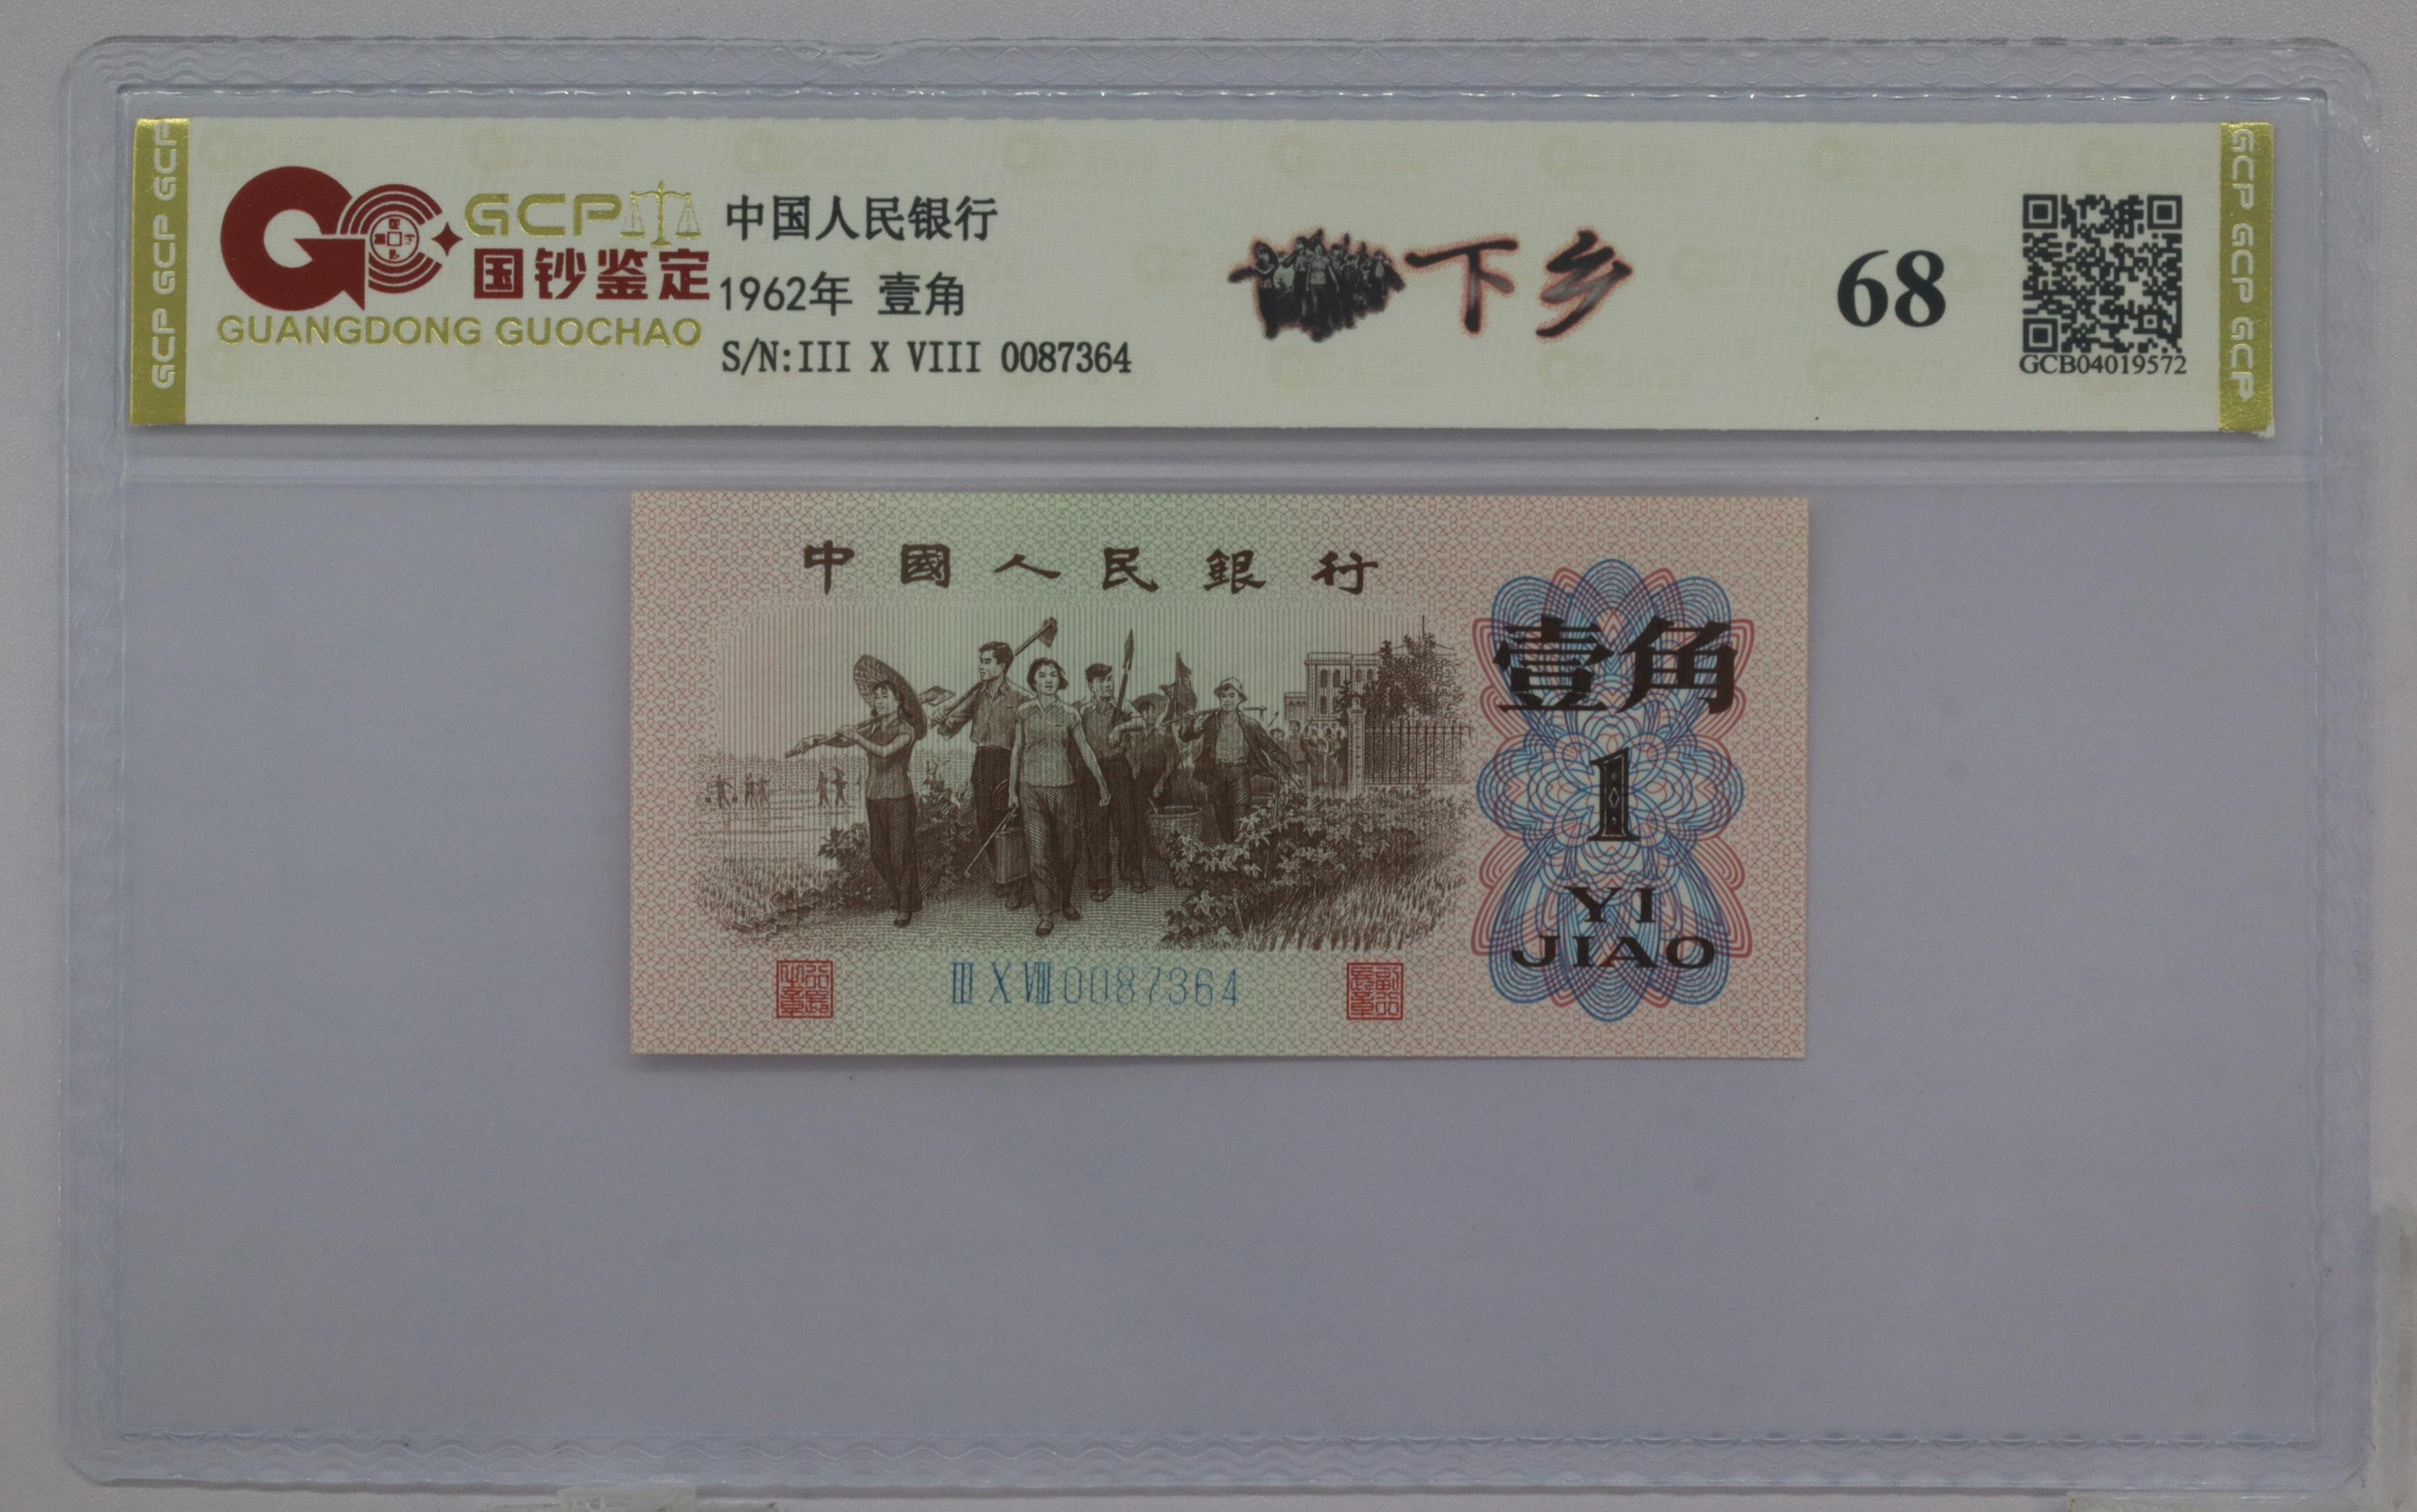 GCP GCP GCP
GCP
国钞鉴定
GUANGDONG GUOCHAO
中国人民银行
1962年 壹角
S/N:III X VIII 0087364
下乡
68
GCB04019572
GCP GCP GCP
中國人民銀行
壹角
1
YI
JIAO
Ⅲ Ⅹ Ⅷ 0087364